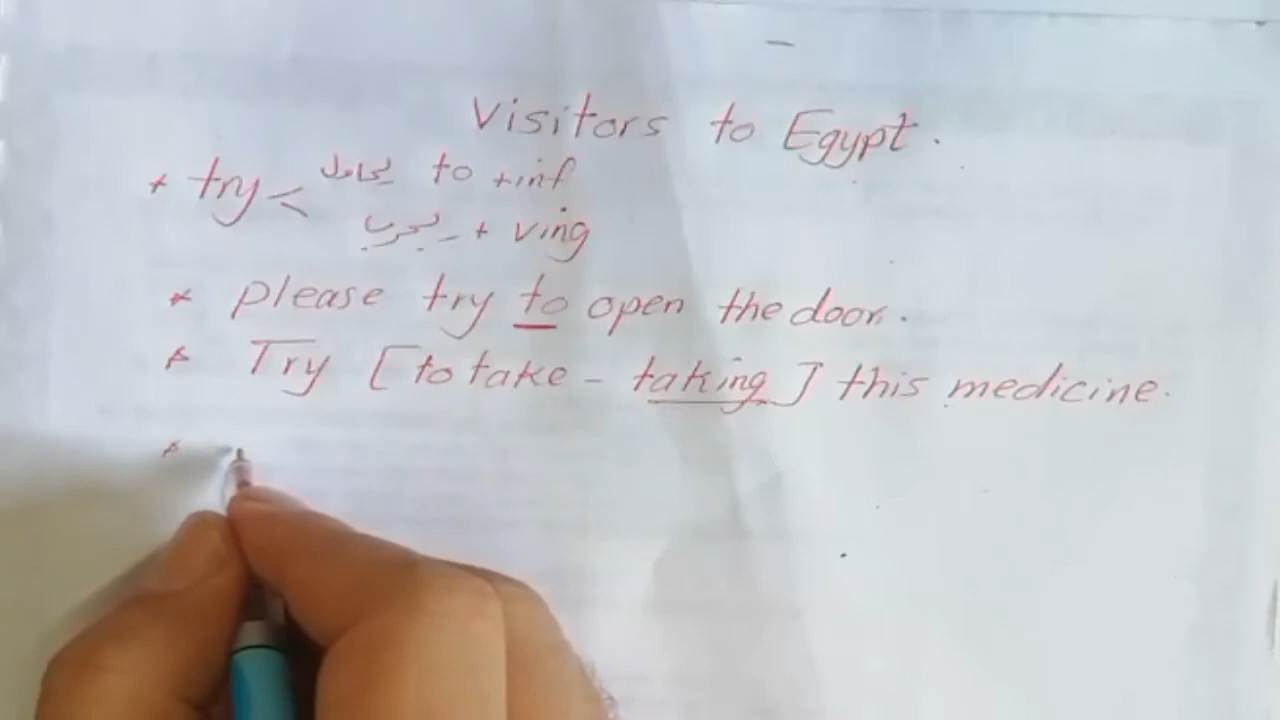 Visitors to Egypt.
* try < يحاول to + inf
يجرب + ving
* please try to open the door.
* Try [to take - taking] this medicine.
*